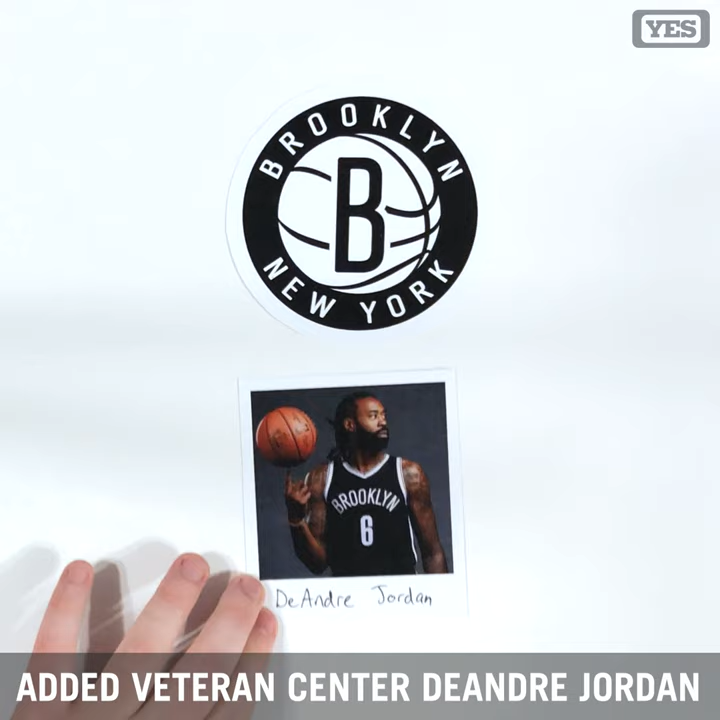 YES
BROOKLYN
B
NEW YORK
BROOKLYN
6
DeAndre Jordan
ADDED VETERAN CENTER DEANDRE JORDAN